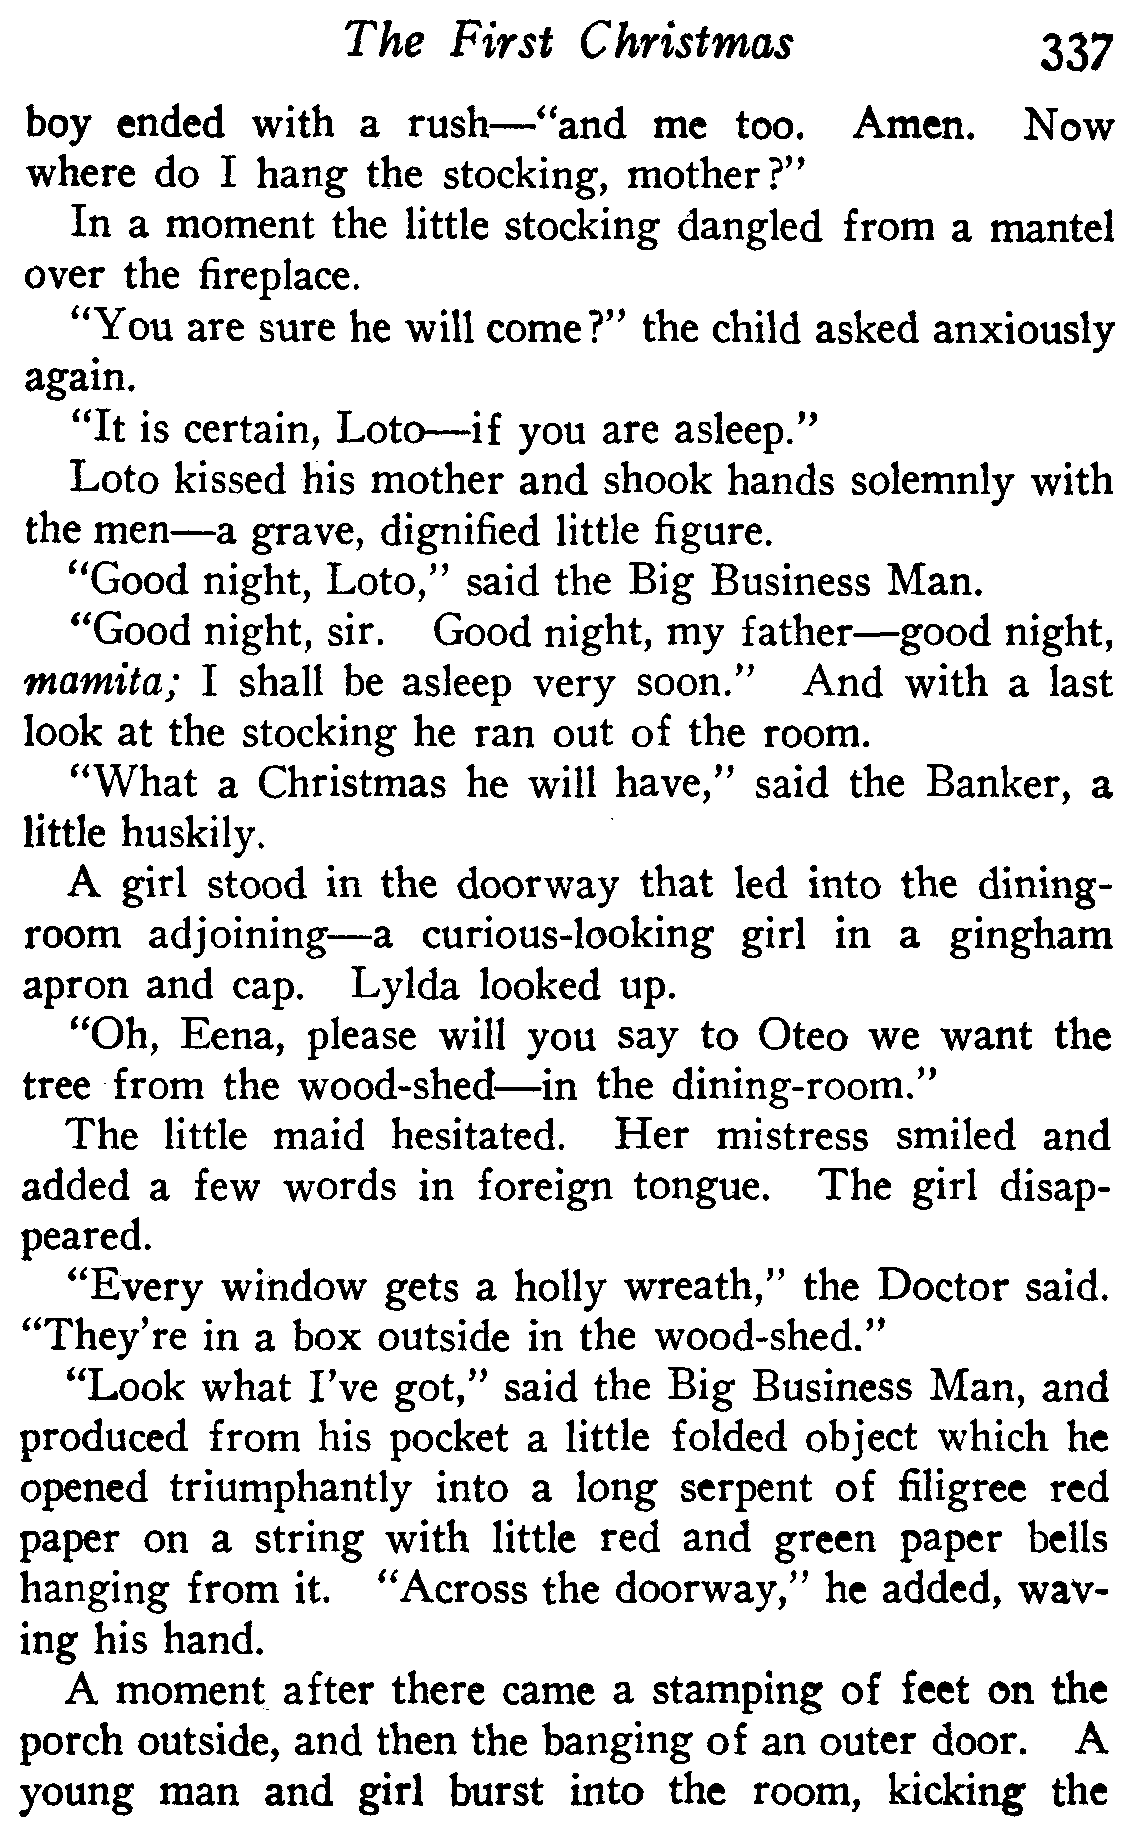 The First Christmas 337
boy ended with a rush—“and me too. Amen. Now
where do I hang the stocking, mother?”
In a moment the little stocking dangled from a mantel
over the fireplace.
“You are sure he will come?” the child asked anxiously
again.
“It is certain, Loto—if you are asleep.”
Loto kissed his mother and shook hands solemnly with
the men—a grave, dignified little figure.
“Good night, Loto,” said the Big Business Man.
“Good night, sir. Good night, my father—good night,
mamita; I shall be asleep very soon.” And with a last
look at the stocking he ran out of the room.
“What a Christmas he will have,” said the Banker, a
little huskily.
A girl stood in the doorway that led into the dining-
room adjoining—a curious-looking girl in a gingham
apron and cap. Lylda looked up.
“Oh, Eena, please will you say to Oteo we want the
tree from the wood-shed—in the dining-room.”
The little maid hesitated. Her mistress smiled and
added a few words in foreign tongue. The girl disap-
peared.
“Every window gets a holly wreath,” the Doctor said.
“They’re in a box outside in the wood-shed.”
“Look what I’ve got,” said the Big Business Man, and
produced from his pocket a little folded object which he
opened triumphantly into a long serpent of filigree red
paper on a string with little red and green paper bells
hanging from it. “Across the doorway,” he added, wav-
ing his hand.
A moment after there came a stamping of feet on the
porch outside, and then the banging of an outer door. A
young man and girl burst into the room, kicking the